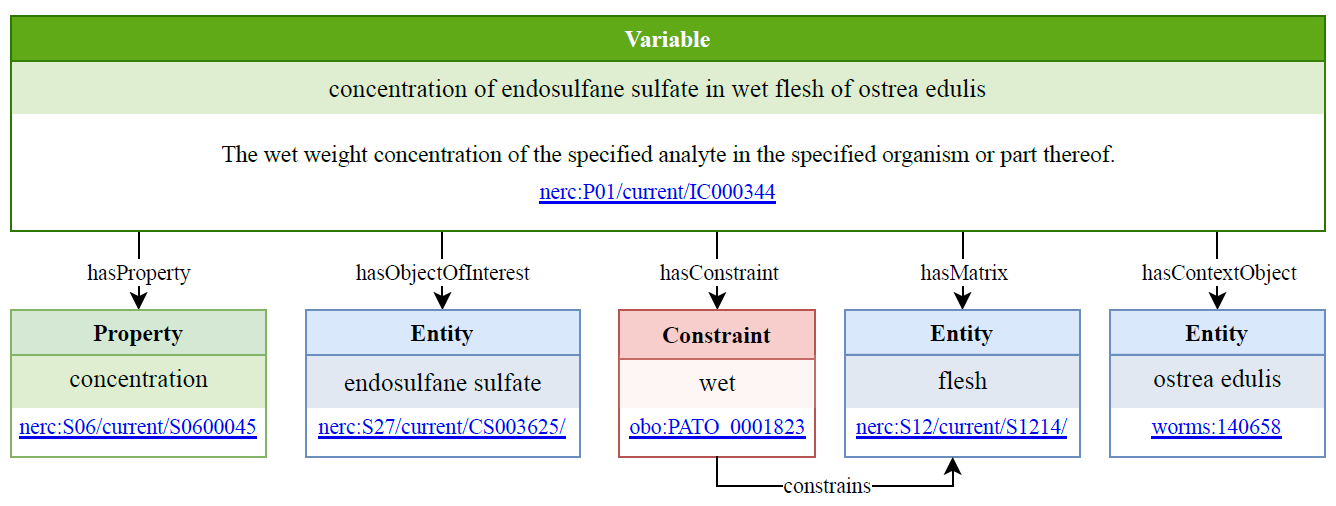 Variable
concentration of endosulfane sulfate in wet flesh of ostrea edulis
The wet weight concentration of the specified analyte in the specified organism or part thereof.
nerc:P01/current/IC000344
hasProperty hasObjectOfInterest hasConstraint hasMatrix hasContextObject
Property Entity Constraint Entity Entity
concentration endosulfane sulfate wet flesh ostrea edulis
nerc:S06/current/S0600045 nerc:S27/current/CS003625/ obo:PATO_0001823 nerc:S12/current/S1214/ worms:140658
constrains